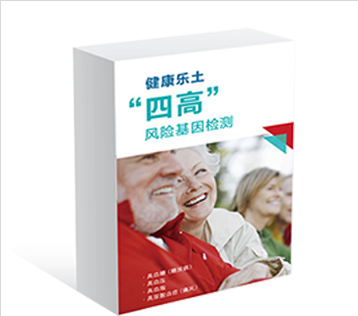 健康乐土
“四高”
风险基因检测
· 高血糖（糖尿病）
· 高血压
· 高血脂
· 高尿酸血症（痛风）